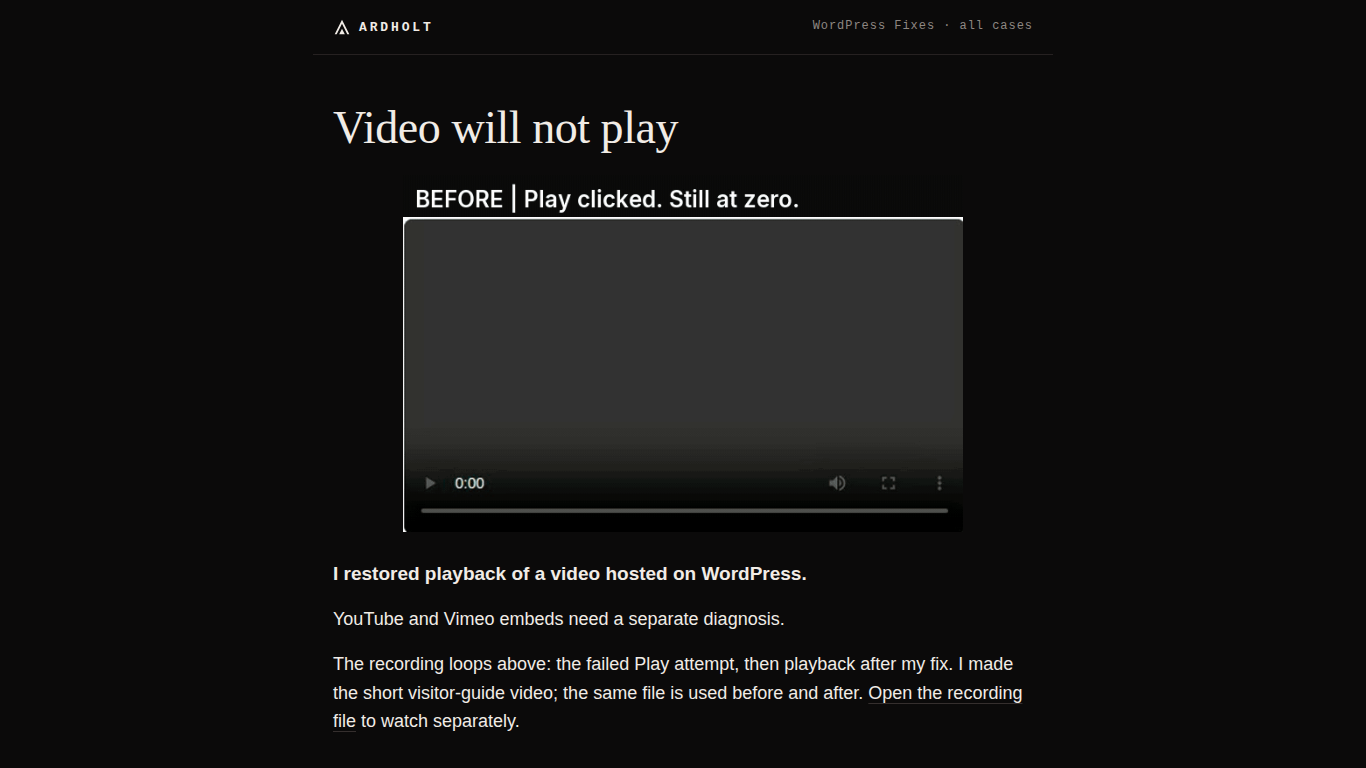 ARDHOLT
WordPress Fixes · all cases
Video will not play
BEFORE | Play clicked. Still at zero.
0:00
I restored playback of a video hosted on WordPress.
YouTube and Vimeo embeds need a separate diagnosis.
The recording loops above: the failed Play attempt, then playback after my fix. I made
the short visitor-guide video; the same file is used before and after. Open the recording
file to watch separately.